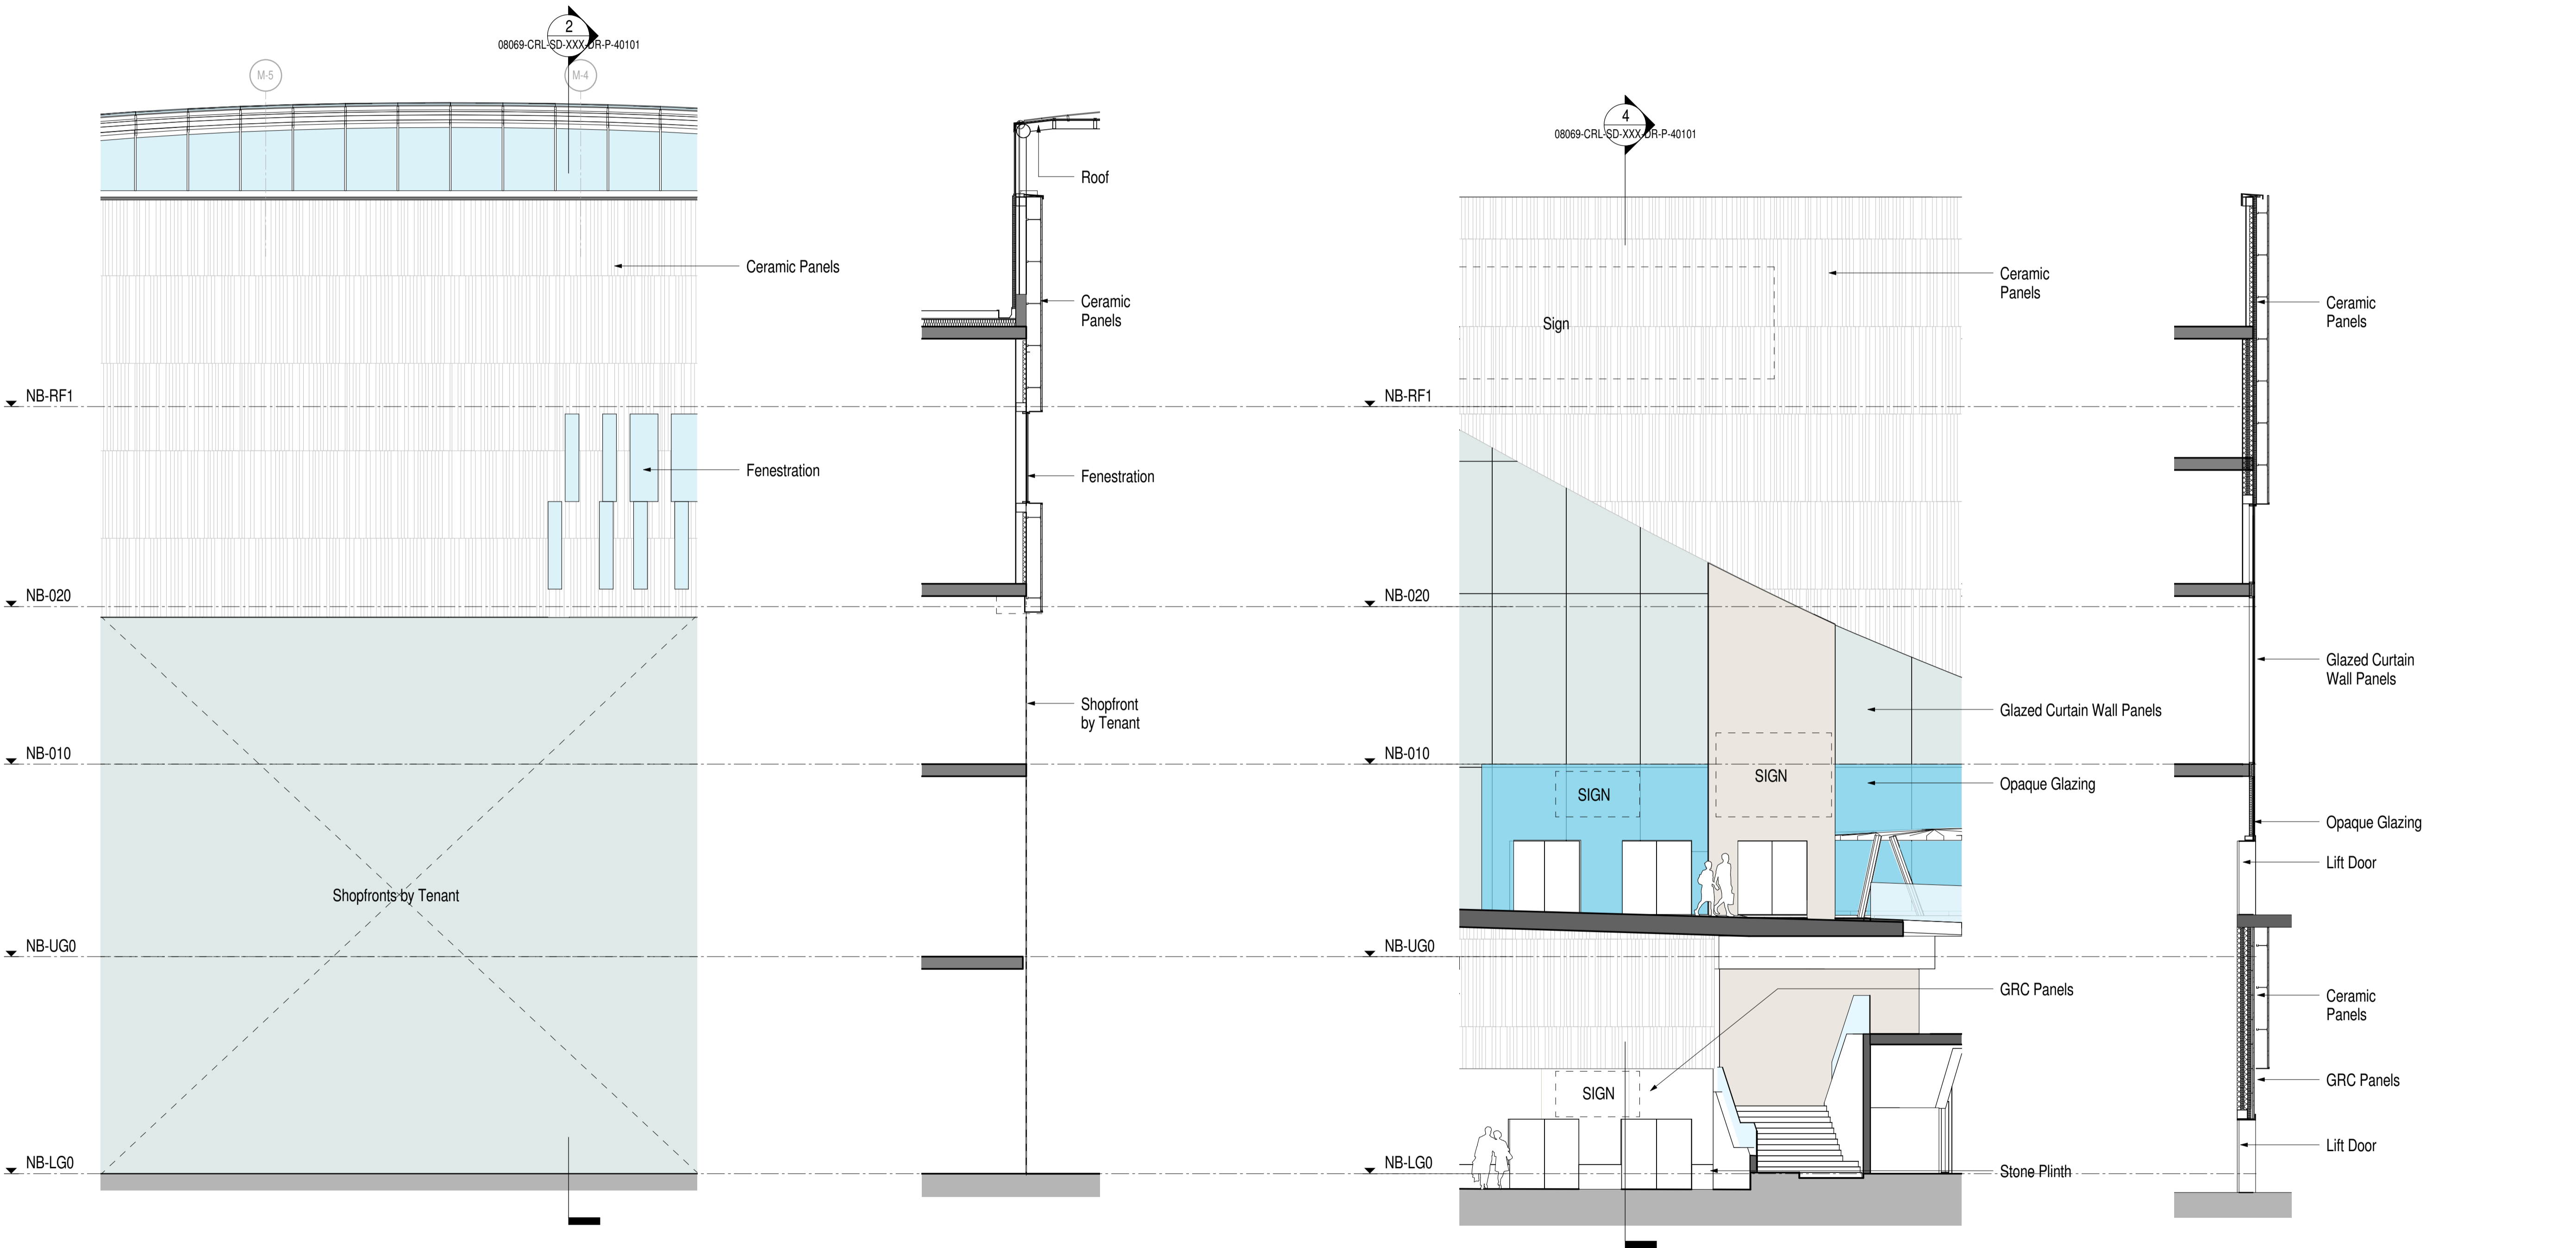 2
08069-CRL-SD-XXX-DR-P-40101
M-5
M-4
Ceramic Panels
NB-RF1
Fenestration
NB-020
NB-010
Shopfronts by Tenant
NB-UG0
NB-LG0
Roof
Ceramic
Panels
Fenestration
Shopfront
by Tenant
4
08069-CRL-SD-XXX-DR-P-40101
Sign
Ceramic
Panels
NB-RF1
NB-020
Glazed Curtain Wall Panels
NB-010
SIGN
SIGN
Opaque Glazing
NB-UG0
GRC Panels
SIGN
NB-LG0
Stone Plinth
Ceramic
Panels
Glazed Curtain
Wall Panels
Opaque Glazing
Lift Door
Ceramic
Panels
GRC Panels
Lift Door